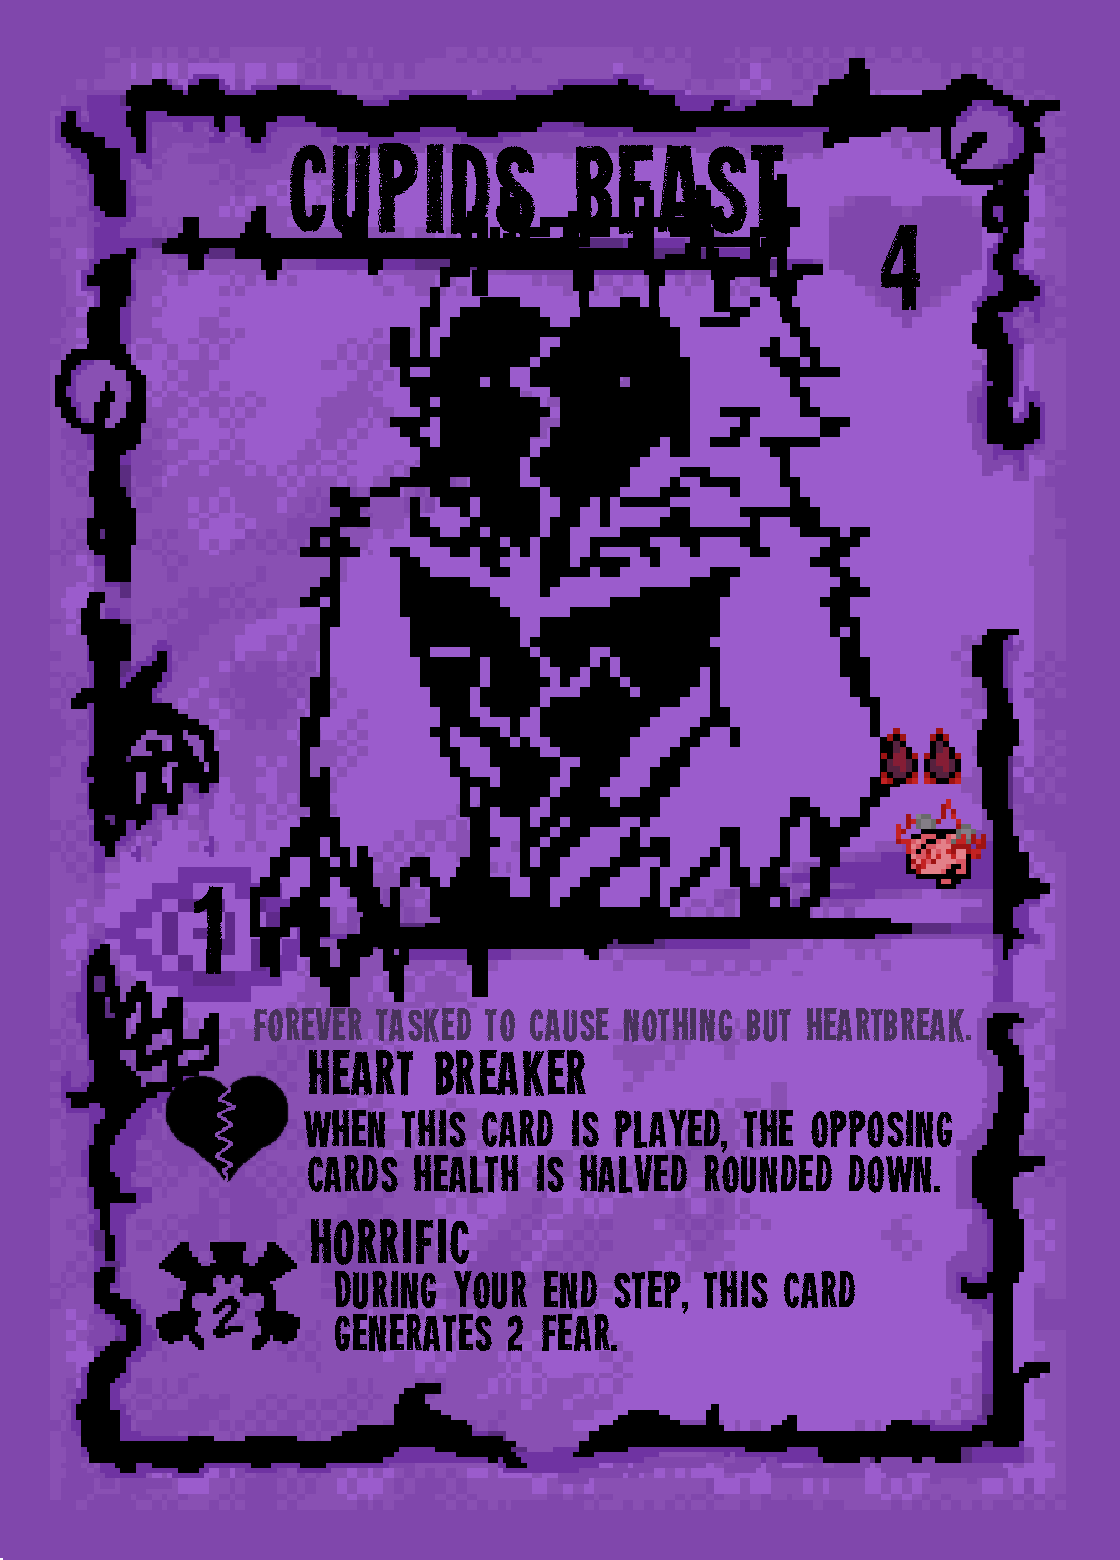 CUPIDS BEAST
4
1
FOREVER TASKED TO CAUSE NOTHING BUT HEARTBREAK.
HEART BREAKER
WHEN THIS CARD IS PLAYED, THE OPPOSING
CARDS HEALTH IS HALVED ROUNDED DOWN.
HORRIFIC
2
DURING YOUR END STEP, THIS CARD
GENERATES 2 FEAR.